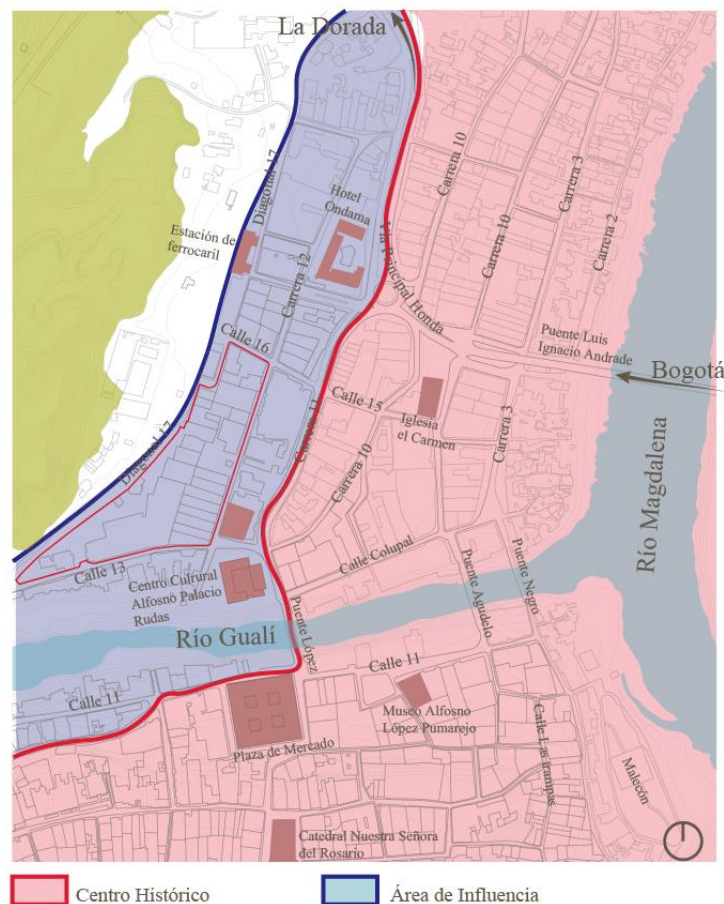 La Dorada
Diagonal 17
Hotel
Ondama
Estación de
ferrocaril
Carrera 12
Carrera 10
Carrera 3
Carrera 2
Carrera 10
Vía Principal Honda
Puente Luis
Ignacio Andrade
Bogotá
Calle 16
Calle 15
Iglesia
el Carmen
Carrera 3
Carrera 11
Carrera 10
Diagonal 17
Río Magdalena
Calle 13
Centro Cultural
Alfosno Palacio
Rudas
Calle Colupal
Puente Agudelo
Puente Negro
Río Gualí
Puente López
Calle 11
Calle 11
Museo Alfosno
López Pumarejo
Plaza de Mercado
Calle Las trampas
Malecón
Catedral Nuestra Señora
del Rosario
Centro Histórico
Área de Influencia